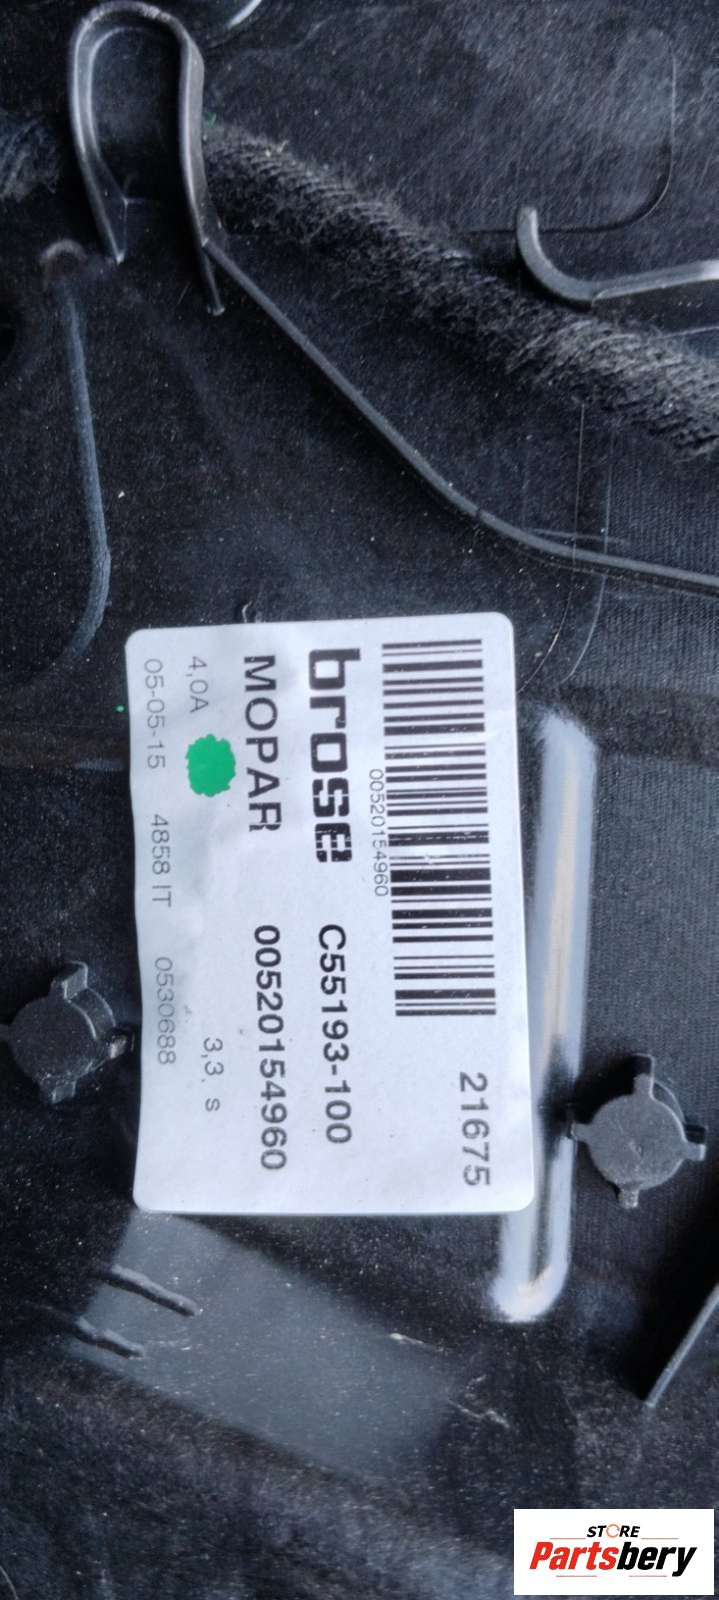 21675
00520154960
brose C55193-100
MOPAR 00520154960
4,0A 3,3. s
05-05-15 4858 IT 0530688
STORE
Partsbery